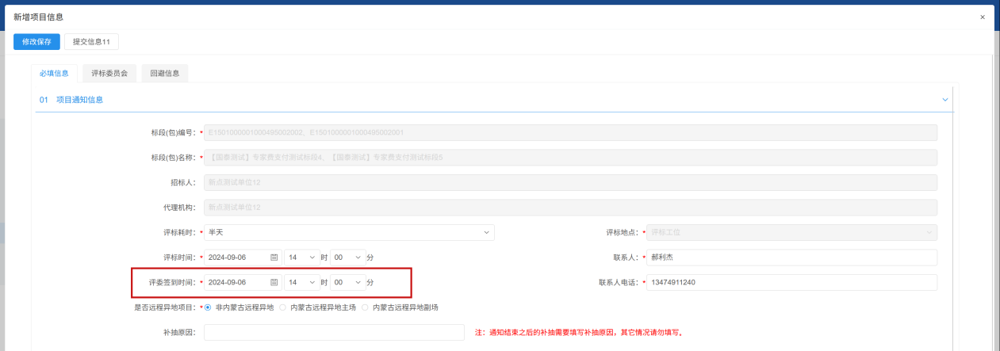 新增项目信息 ×
修改保存 提交信息11
必填信息 评标委员会 回避信息
01 项目通知信息
标段(包)编号：* E1501000001000495002002、E1501000001000495002001
标段(包)名称：* 【国泰测试】专家费支付测试标段4、【国泰测试】专家费支付测试标段5
招标人： 新点测试单位12
代理机构： 新点测试单位12
评标耗时：* 半天 评标地点：* 评标工位
评标时间：* 2024-09-06 14 时 00 分 联系人：* 郝利杰
评委签到时间：* 2024-09-06 14 时 00 分 联系人电话：* 13474911240
是否远程异地项目：* 非内蒙古远程异地 内蒙古远程异地主场 内蒙古远程异地副场
补抽原因： 注：通知结束之后的补抽需要填写补抽原因，其它情况请勿填写。